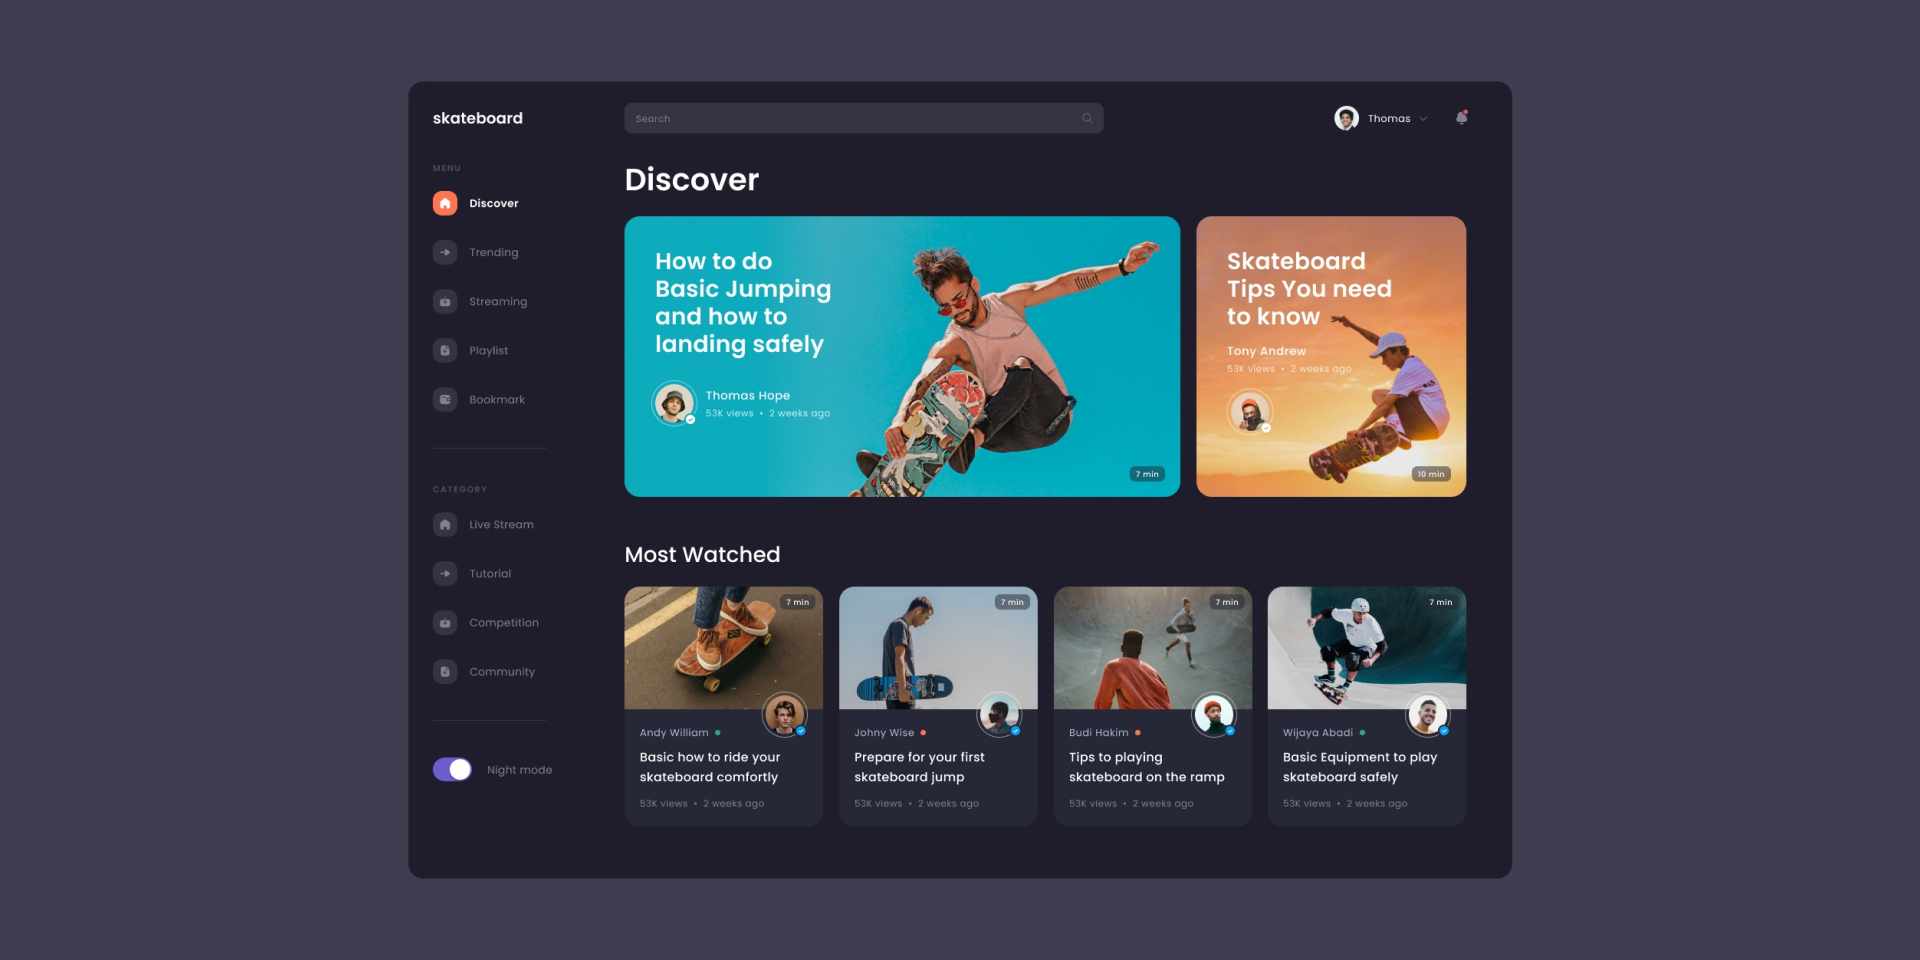 skateboard
Search
Thomas
MENU
Discover
Trending
Streaming
Playlist
Bookmark
CATEGORY
Live Stream
Tutorial
Competition
Community
Night mode
Discover
How to do
Basic Jumping
and how to
landing safely
Thomas Hope
53K views • 2 weeks ago
7 min
Skateboard
Tips You need
to know
Tony Andrew
53K views • 2 weeks ago
10 min
Most Watched
7 min
Andy William
Basic how to ride your
skateboard comfortly
53K views • 2 weeks ago
7 min
Johny Wise
Prepare for your first
skateboard jump
53K views • 2 weeks ago
7 min
Budi Hakim
Tips to playing
skateboard on the ramp
53K views • 2 weeks ago
7 min
Wijaya Abadi
Basic Equipment to play
skateboard safely
53K views • 2 weeks ago